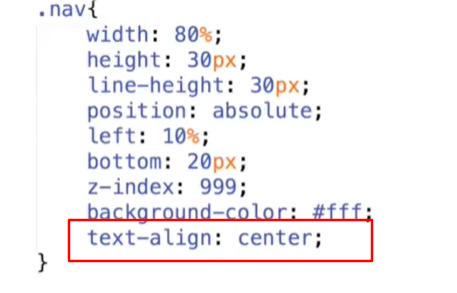 .nav{
width: 80%;
height: 30px;
line-height: 30px;
position: absolute;
left: 10%;
bottom: 20px;
z-index: 999;
background-color: #fff;
text-align: center;
}